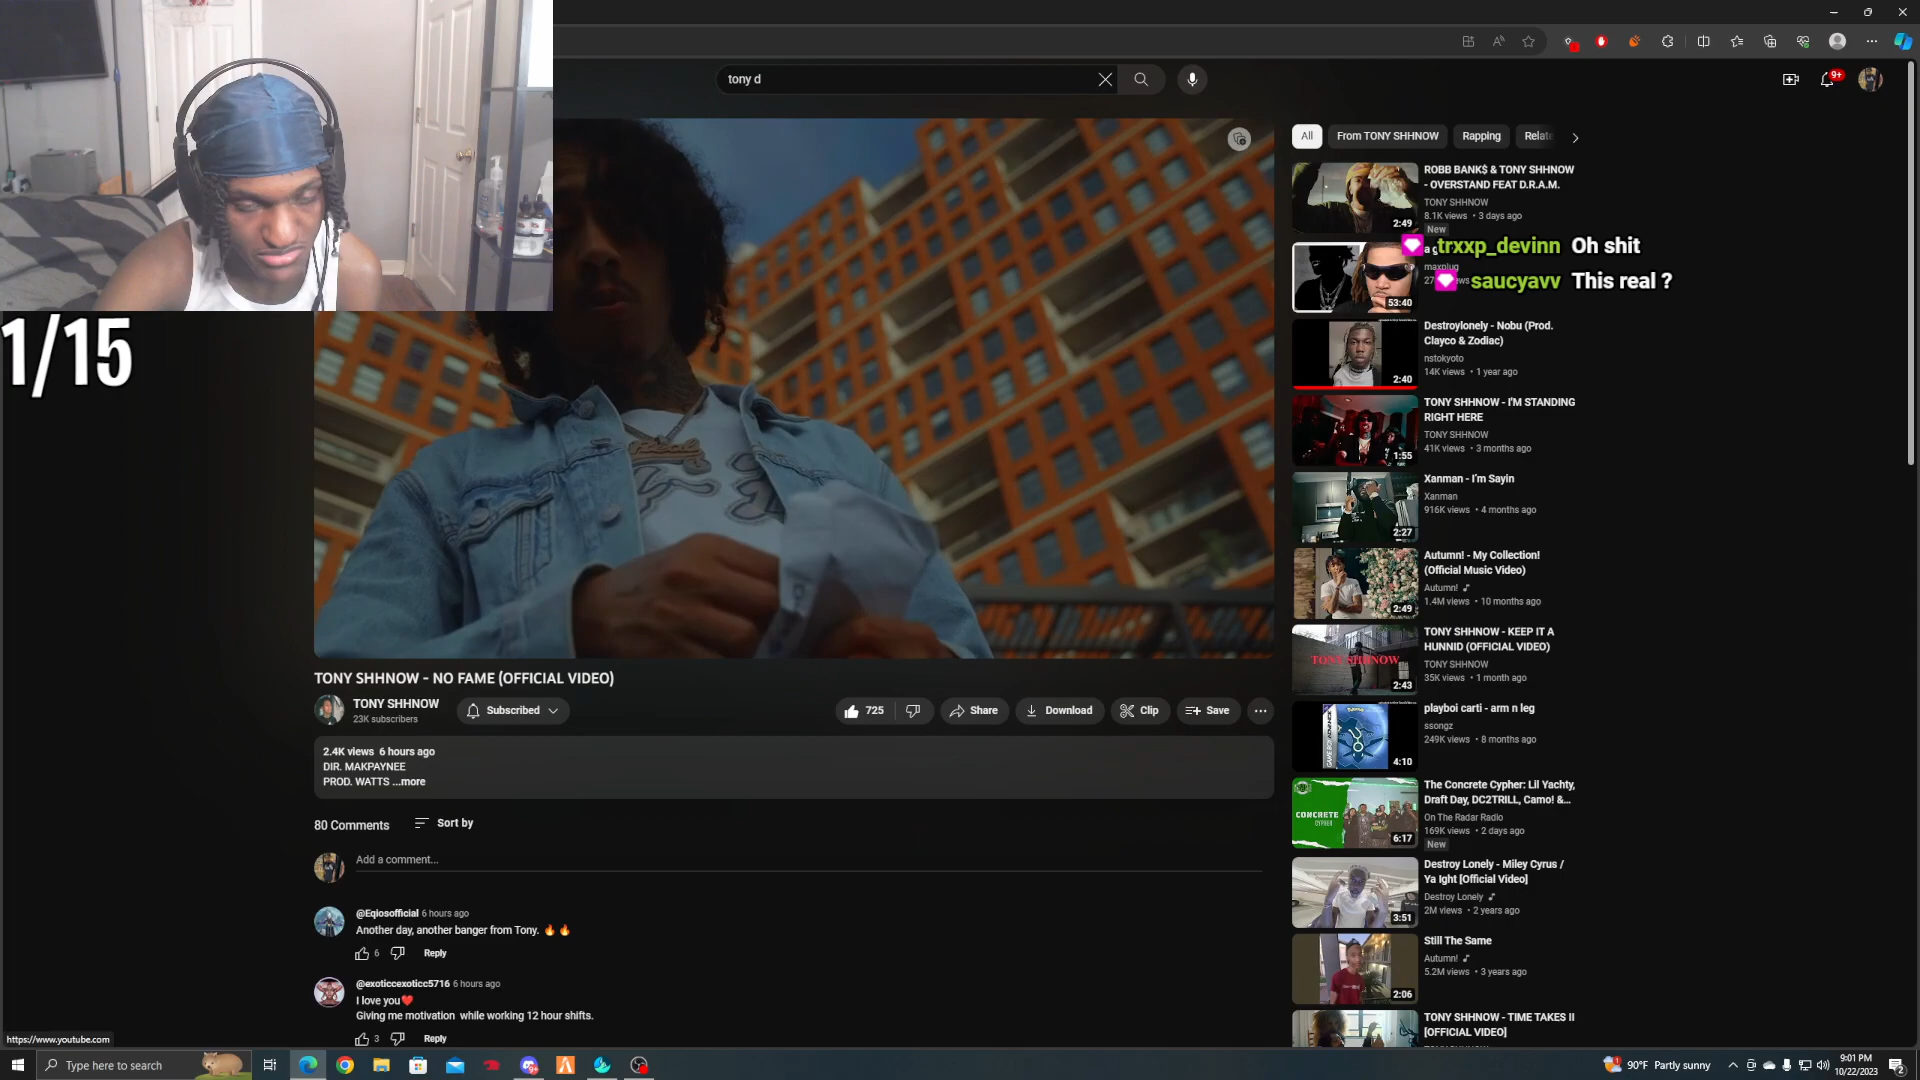 tony d
9+
All
From TONY SHHNOW
Rapping
Relate
ROBB BANK$ & TONY SHHNOW
- OVERSTAND FEAT D.R.A.M.
TONY SHHNOW
8.1K views • 3 days ago
New
2:49
trxxp_devinn Oh shit
saucyavv This real ?
maxplug
53:40
1/15
Destroylonely - Nobu (Prod.
Clayco & Zodiac)
nstokyoto
14K views • 1 year ago
2:40
TONY SHHNOW - I'M STANDING
RIGHT HERE
TONY SHHNOW
41K views • 3 months ago
1:55
Xanman - I'm Sayin
Xanman
916K views • 4 months ago
2:27
Autumn! - My Collection!
(Official Music Video)
Autumn!
1.4M views • 10 months ago
2:49
TONY SHHNOW
TONY SHHNOW - KEEP IT A
HUNNID (OFFICIAL VIDEO)
TONY SHHNOW
35K views • 1 month ago
2:43
playboi carti - arm n leg
ssongz
249K views • 8 months ago
4:10
CONCRETE
CYPHER
The Concrete Cypher: Lil Yachty,
Draft Day, DC2TRILL, Camo! &...
On The Radar Radio
169K views • 2 days ago
New
6:17
Destroy Lonely - Miley Cyrus /
Ya Ight [Official Video]
Destroy Lonely
2M views • 2 years ago
3:51
Still The Same
Autumn!
5.2M views • 3 years ago
2:06
TONY SHHNOW - TIME TAKES II
[OFFICIAL VIDEO]
TONY SHHNOW - NO FAME (OFFICIAL VIDEO)
TONY SHHNOW
23K subscribers
Subscribed
725
Share
Download
Clip
Save
2.4K views 6 hours ago
DIR. MAKPAYNEE
PROD. WATTS ...more
80 Comments
Sort by
Add a comment...
@Eqiosofficial 6 hours ago
Another day, another banger from Tony. 🔥🔥
6
Reply
@exoticcexoticc5716 6 hours ago
I love you❤️
Giving me motivation while working 12 hour shifts.
3
Reply
https://www.youtube.com
Type here to search
90°F Partly sunny
9:01 PM
10/22/2023
2